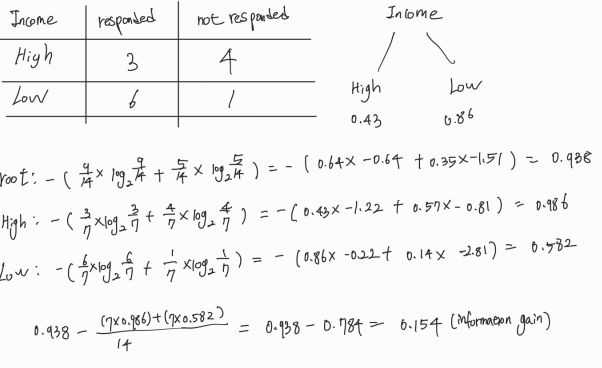 Income responded not responded
High 3 4
Low 6 1
Income
High Low
0.43 0.86
root: - ( 9/14 × log₂ 9/14 + 5/14 × log₂ 5/14 ) = - ( 0.64 × -0.64 + 0.35 × -1.51 ) = 0.938
High : - ( 3/7 × log₂ 3/7 + 4/7 × log₂ 4/7 ) = - ( 0.43 × -1.22 + 0.57 × -0.81 ) = 0.986
Low : - ( 6/7 × log₂ 6/7 + 1/7 × log₂ 1/7 ) = - ( 0.86 × -0.22 + 0.14 × -2.81 ) = 0.582
0.938 - (7×0.986)+(7×0.582) / 14 = 0.938 - 0.784 = 0.154 (information gain)